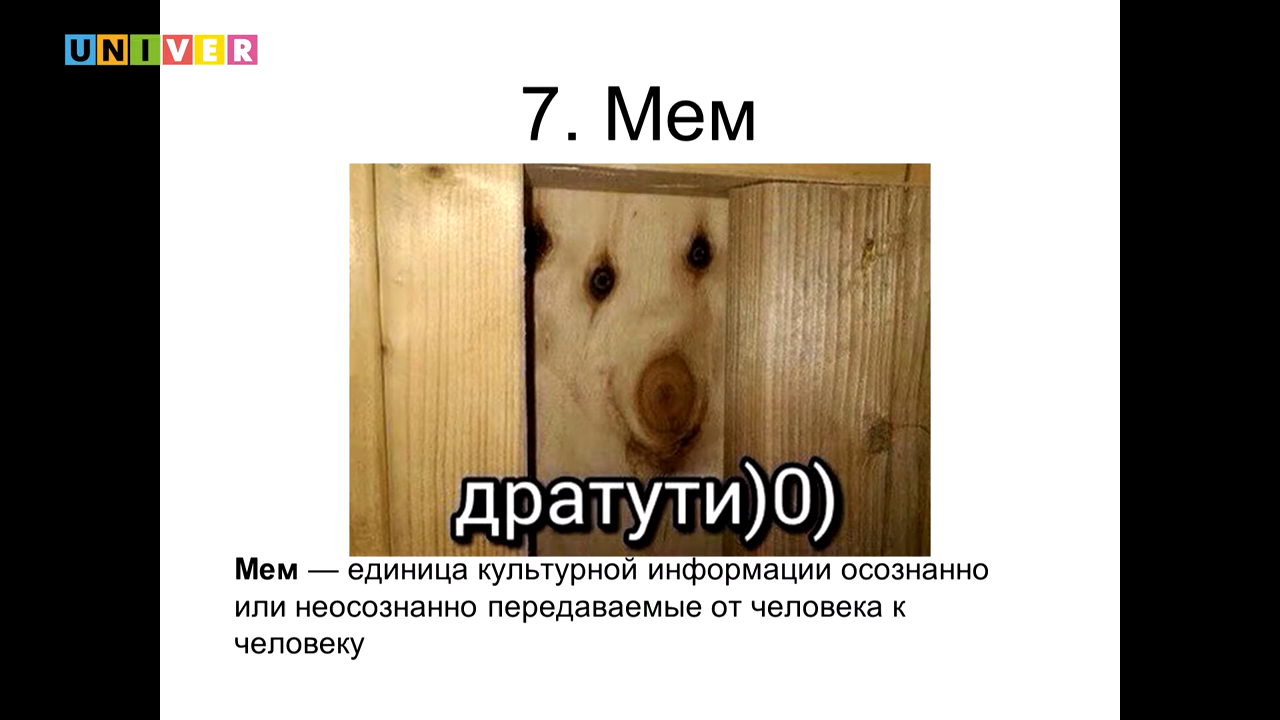 UNIVER
7. Мем
дратути)0)
Мем — единица культурной информации осознанно
или неосознанно передаваемые от человека к
человеку